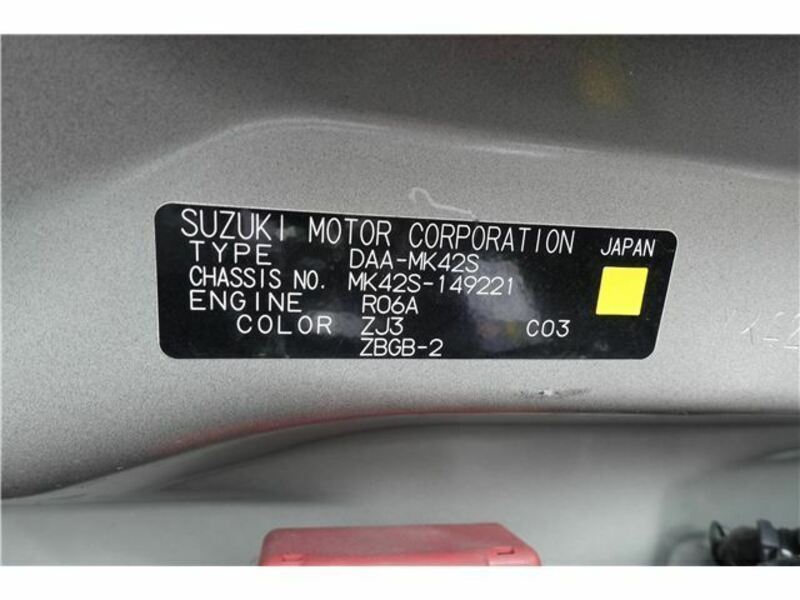 SUZUKI MOTOR CORPORATION JAPAN
TYPE DAA-MK42S
CHASSIS NO. MK42S-149221
ENGINE R06A
COLOR ZJ3 C03
ZBGB-2